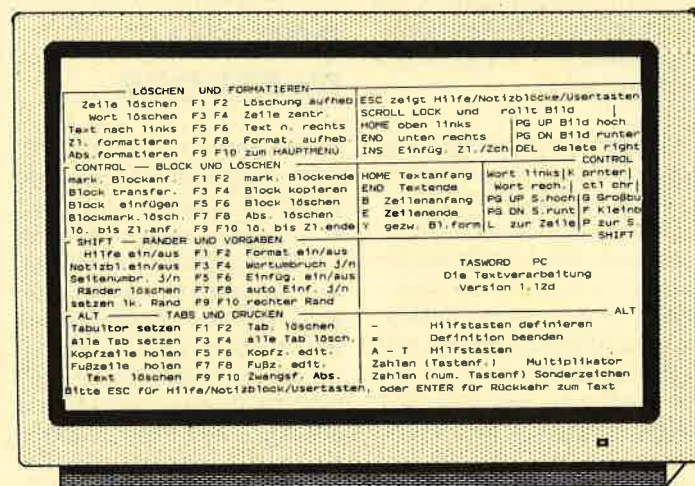 LÖSCHEN UND FORMATIEREN
Zeile löschen F1 F2 Löschung aufheb
Wort löschen F3 F4 Zeile zentr.
Text nach links F5 F6 Text n. rechts
Zl. formatieren F7 F8 Format. aufheb.
Abs.formatieren F9 F10 zum HAUPTMENÜ
ESC zeigt Hilfe/Notizblöcke/Usertasten
SCROLL LOCK und rollt Bild
HOME oben links PG UP Bild hoch
END unten rechts PG DN Bild runter
INS Einfüg. Zl./Zch DEL delete right
CONTROL - BLOCK UND LÖSCHEN
mark. Blockanf. F1 F2 mark. Blockende
Block transfer. F3 F4 Block kopieren
Block einfügen F5 F6 Block löschen
Blockmark.lösch. F7 F8 Abs. löschen
lö. bis Zl.anf. F9 F10 lö. bis Zl.ende
CONTROL
HOME Textanfang Wort links K prnter
END Textende Wort rech. ctl chr
B Zeilenanfang PG UP S.hoch G Großbu
E Zeilenende PG DN S.runt F Kleinb
Y gezw. Bl.form L zur Zeile P zur S.
SHIFT - RÄNDER UND VORGABEN
Hilfe ein/aus F1 F2 Format ein/aus
Notizbl.ein/aus F3 F4 Wortumbruch j/n
Seitenumbr. j/n F5 F6 Einfüg. ein/aus
Ränder löschen F7 F8 auto Einf. j/n
setzen lk. Rand F9 F10 rechter Rand
SHIFT
TASWORD PC
Die Textverarbeitung
Version 1.12d
ALT - TABS UND DRUCKEN
Tabultor setzen F1 F2 Tab. löschen
alle Tab setzen F3 F4 alle Tab lösch.
Kopfzeile holen F5 F6 Kopfz. edit.
Fußzeile holen F7 F8 Fußz. edit.
Text löschen F9 F10 Zwangsf. Abs.
ALT
- Hilfstasten definieren
= Definition beenden
A - T Hilfstasten
Zahlen (Tastenf.) Multiplikator
Zahlen (num. Tastenf) Sonderzeichen
Bitte ESC für Hilfe/Notizblock/Usertasten, oder ENTER für Rückkehr zum Text